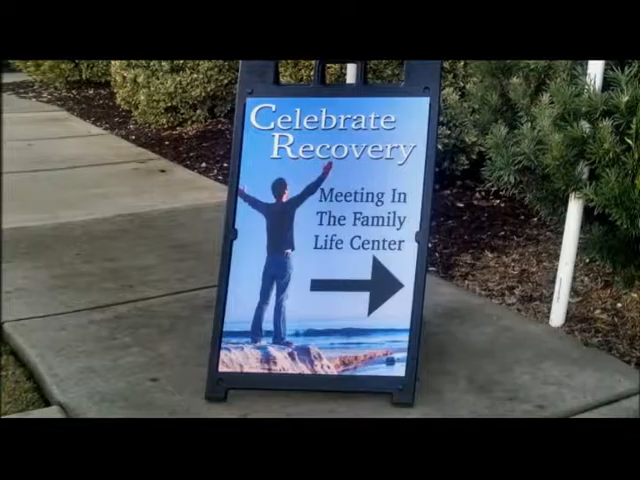 Celebrate
Recovery
Meeting In
The Family
Life Center